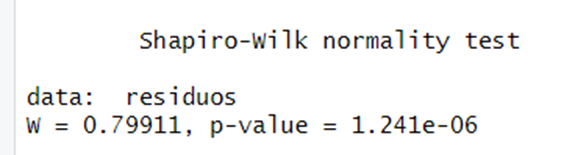 Shapiro-Wilk normality test
data:  residuos
W = 0.79911, p-value = 1.241e-06